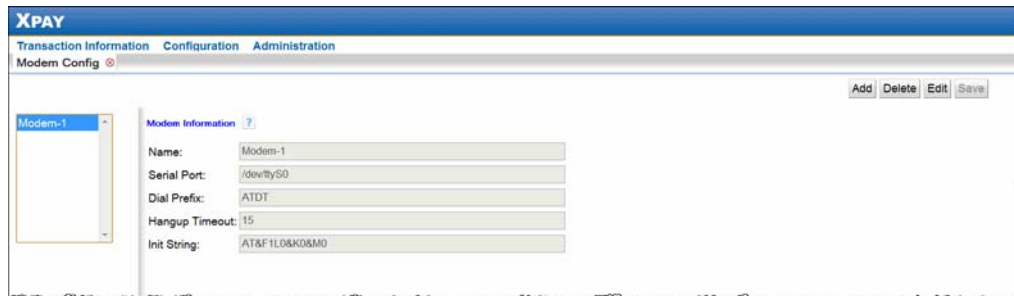 XPAY
Transaction Information Configuration Administration
Modem Config
Add Delete Edit Save
Modem-1
Modem Information ?
Name: Modem-1
Serial Port: /dev/ttyS0
Dial Prefix: ATDT
Hangup Timeout: 15
Init String: AT&F1L0&K0&M0